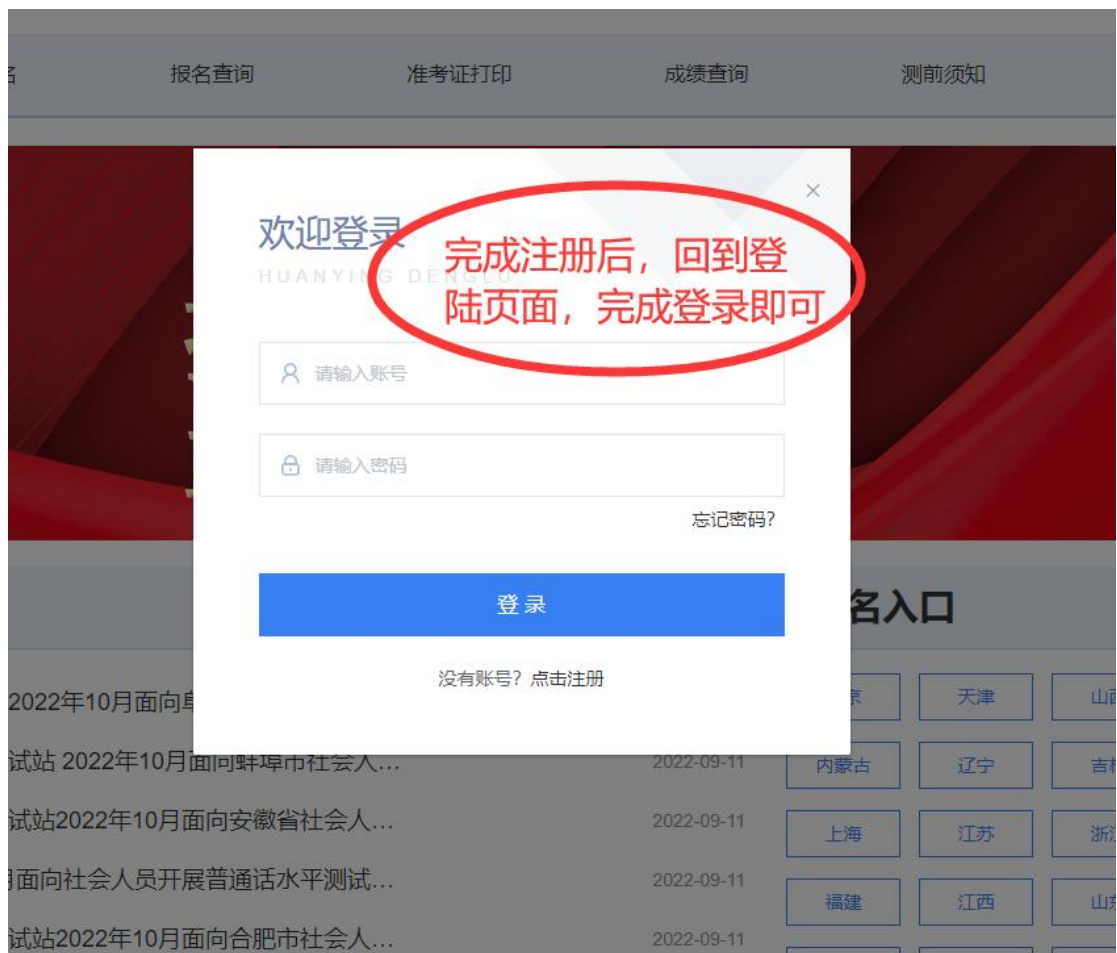 报名查询
准考证打印
成绩查询
测前须知
欢迎登录
HUANYING DENGLU
完成注册后，回到登
陆页面，完成登录即可
请输入账号
请输入密码
忘记密码?
登录
没有账号？点击注册
名入口
2022年10月面向
天津
试站 2022年10月面向蚌埠市社会人...
2022-09-11
内蒙古
辽宁
试站2022年10月面向安徽省社会人...
2022-09-11
上海
江苏
面向社会人员开展普通话水平测试...
2022-09-11
福建
江西
试站2022年10月面向合肥市社会人...
2022-09-11